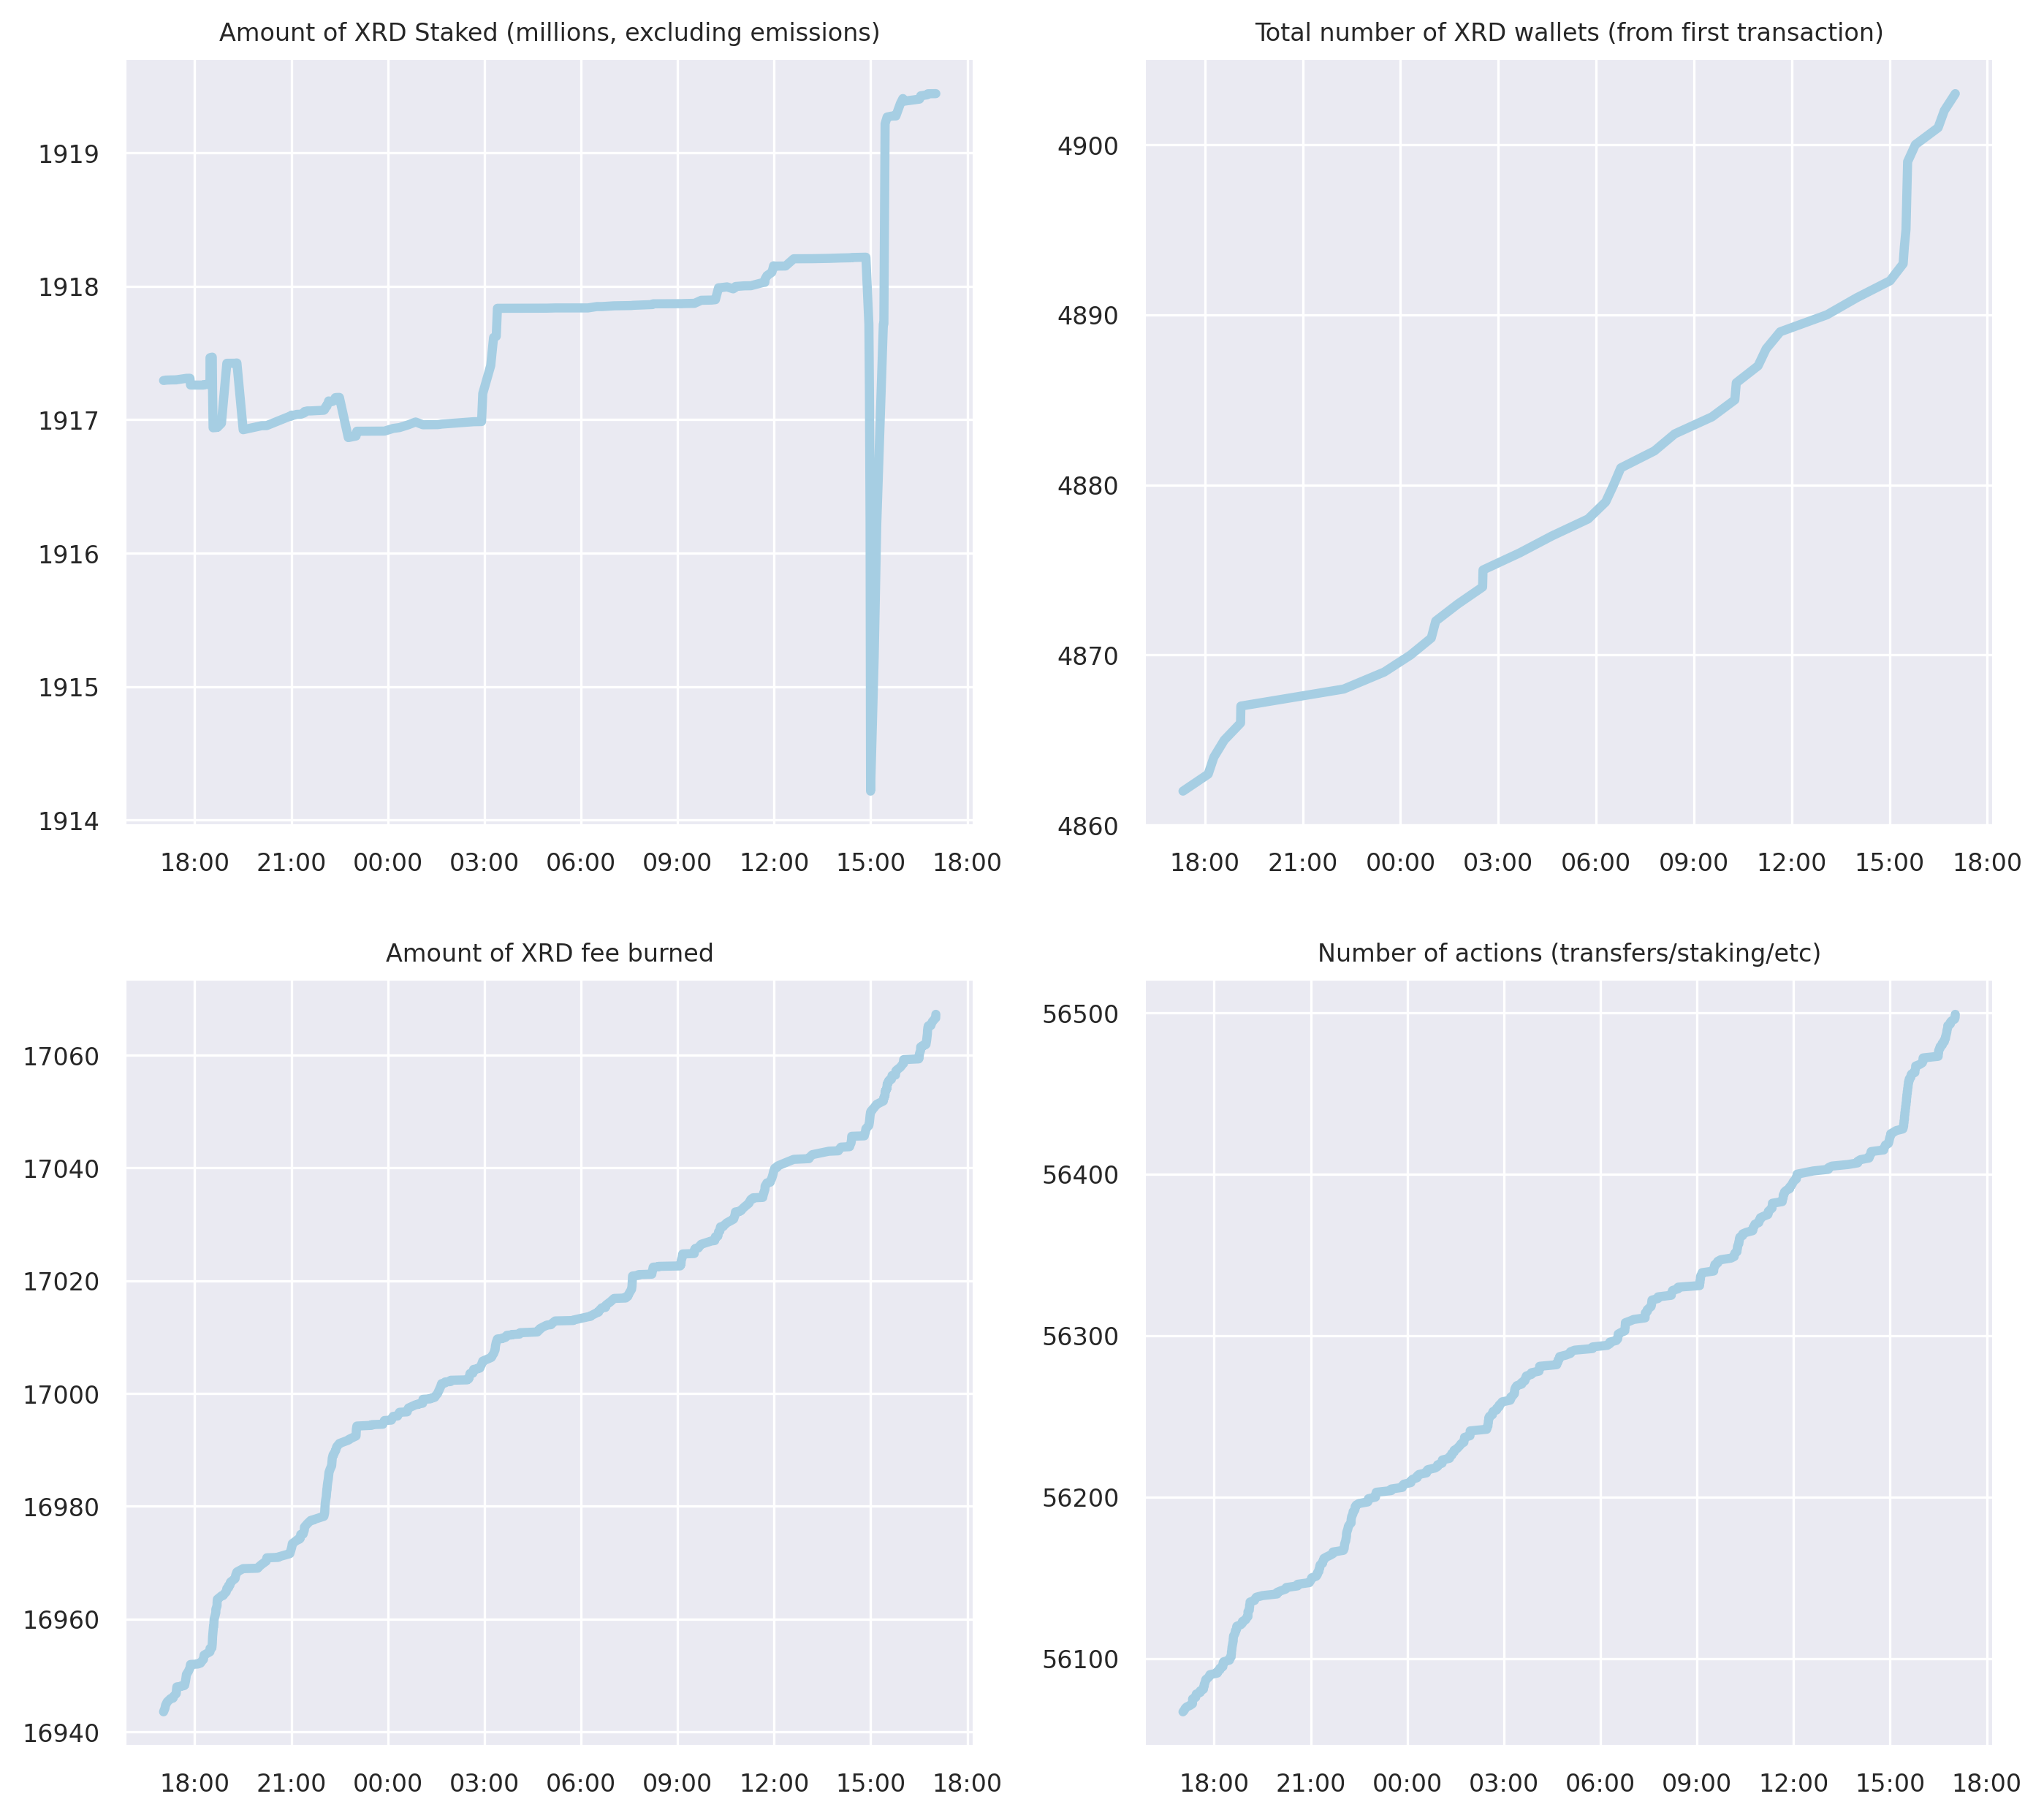 Amount of XRD Staked (millions, excluding emissions)
1919
1918
1917
1916
1915
1914
18:00 21:00 00:00 03:00 06:00 09:00 12:00 15:00 18:00
Total number of XRD wallets (from first transaction)
4900
4890
4880
4870
4860
18:00 21:00 00:00 03:00 06:00 09:00 12:00 15:00 18:00
Amount of XRD fee burned
17060
17040
17020
17000
16980
16960
16940
18:00 21:00 00:00 03:00 06:00 09:00 12:00 15:00 18:00
Number of actions (transfers/staking/etc)
56500
56400
56300
56200
56100
18:00 21:00 00:00 03:00 06:00 09:00 12:00 15:00 18:00